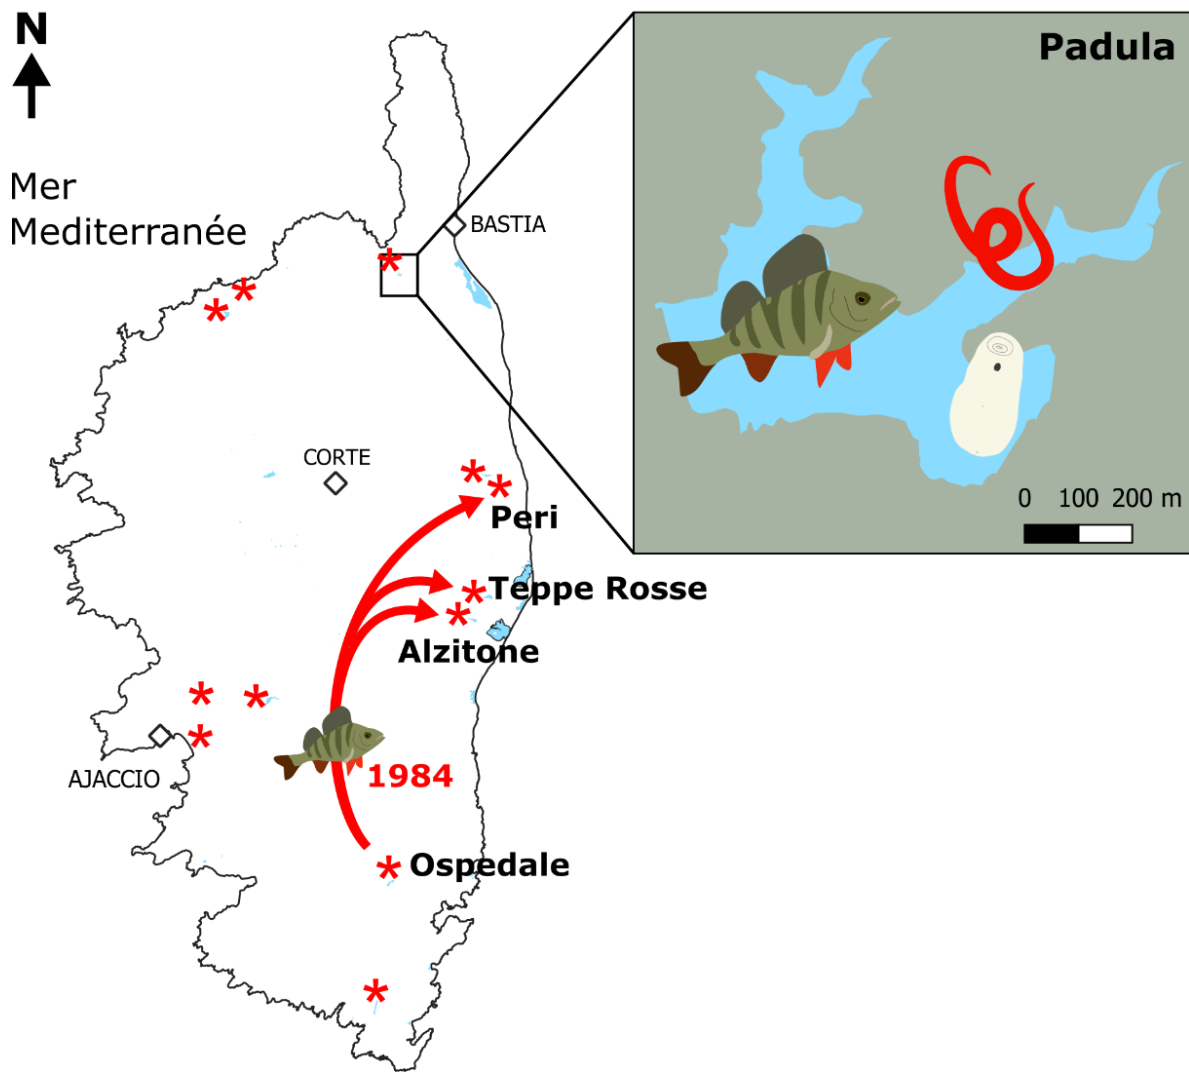 N
Padula
Mer
Mediterranée
BASTIA
CORTE
Peri
0 100 200 m
Teppe Rosse
Alzitone
AJACCIO
1984
Ospedale